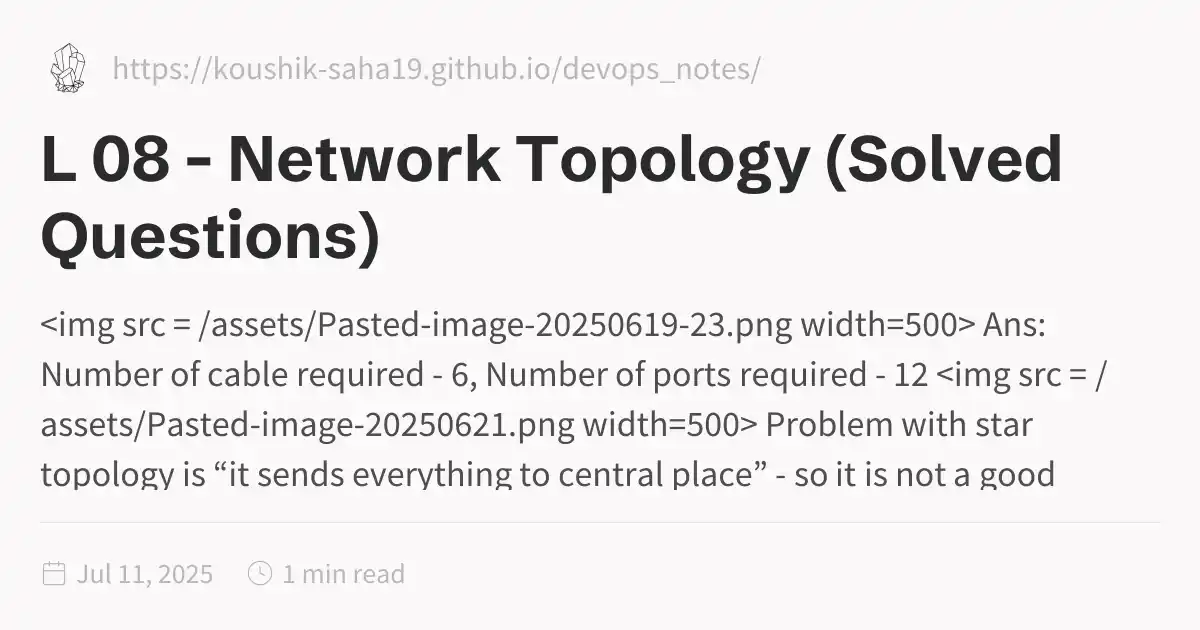 https://koushik-saha19.github.io/devops_notes/
L 08 - Network Topology (Solved
Questions)
<img src = /assets/Pasted-image-20250619-23.png width=500> Ans:
Number of cable required - 6, Number of ports required - 12 <img src = /
assets/Pasted-image-20250621.png width=500> Problem with star
topology is “it sends everything to central place” - so it is not a good
Jul 11, 2025
1 min read